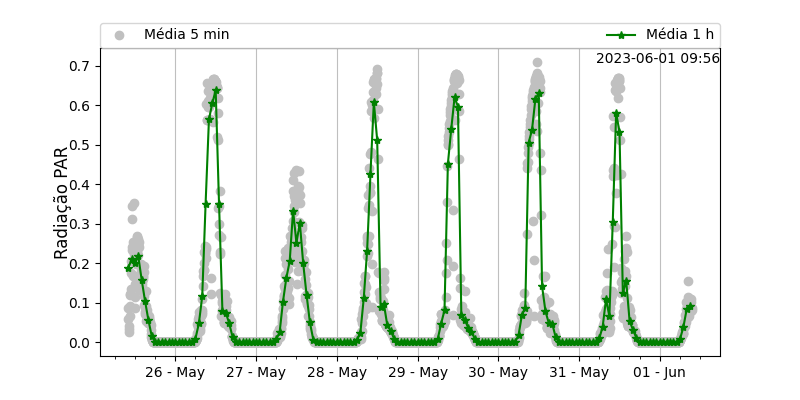 Média 5 min
Média 1 h
2023-06-01 09:56
Radiação PAR
0.7
0.6
0.5
0.4
0.3
0.2
0.1
0.0
26 - May
27 - May
28 - May
29 - May
30 - May
31 - May
01 - Jun